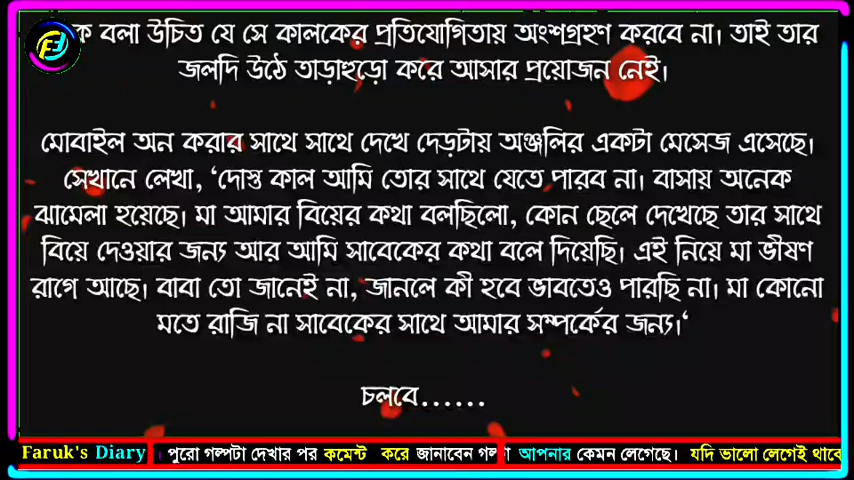 ক বলা উচিত যে সে কালকের প্রতিযোগিতায় অংশগ্রহণ করবে না। তাই তার
জলদি উঠে তাড়াহুড়ো করে আসার প্রয়োজন নেই।
মোবাইল অন করার সাথে সাথে দেখে দেড়টায় অঞ্জলির একটা মেসেজ এসেছে।
সেখানে লেখা, ‘দোস্ত কাল আমি তোর সাথে যেতে পারব না। বাসায় অনেক
ঝামেলা হয়েছে। মা আমার বিয়ের কথা বলছিলো, কোন ছেলে দেখেছে তার সাথে
বিয়ে দেওয়ার জন্য আর আমি সাবেকের কথা বলে দিয়েছি। এই নিয়ে মা ভীষণ
রাগে আছে। বাবা তো জানেই না, জানলে কী হবে ভাবতেও পারছি না। মা কোনো
মতে রাজি না সাবেকের সাথে আমার সম্পর্কের জন্য।‘
চলবে......
Faruk's Diary পুরো গল্পটা দেখার পর কমেন্ট করে জানাবেন গল্প আপনার কেমন লেগেছে। যদি ভালো লেগেই থাকে